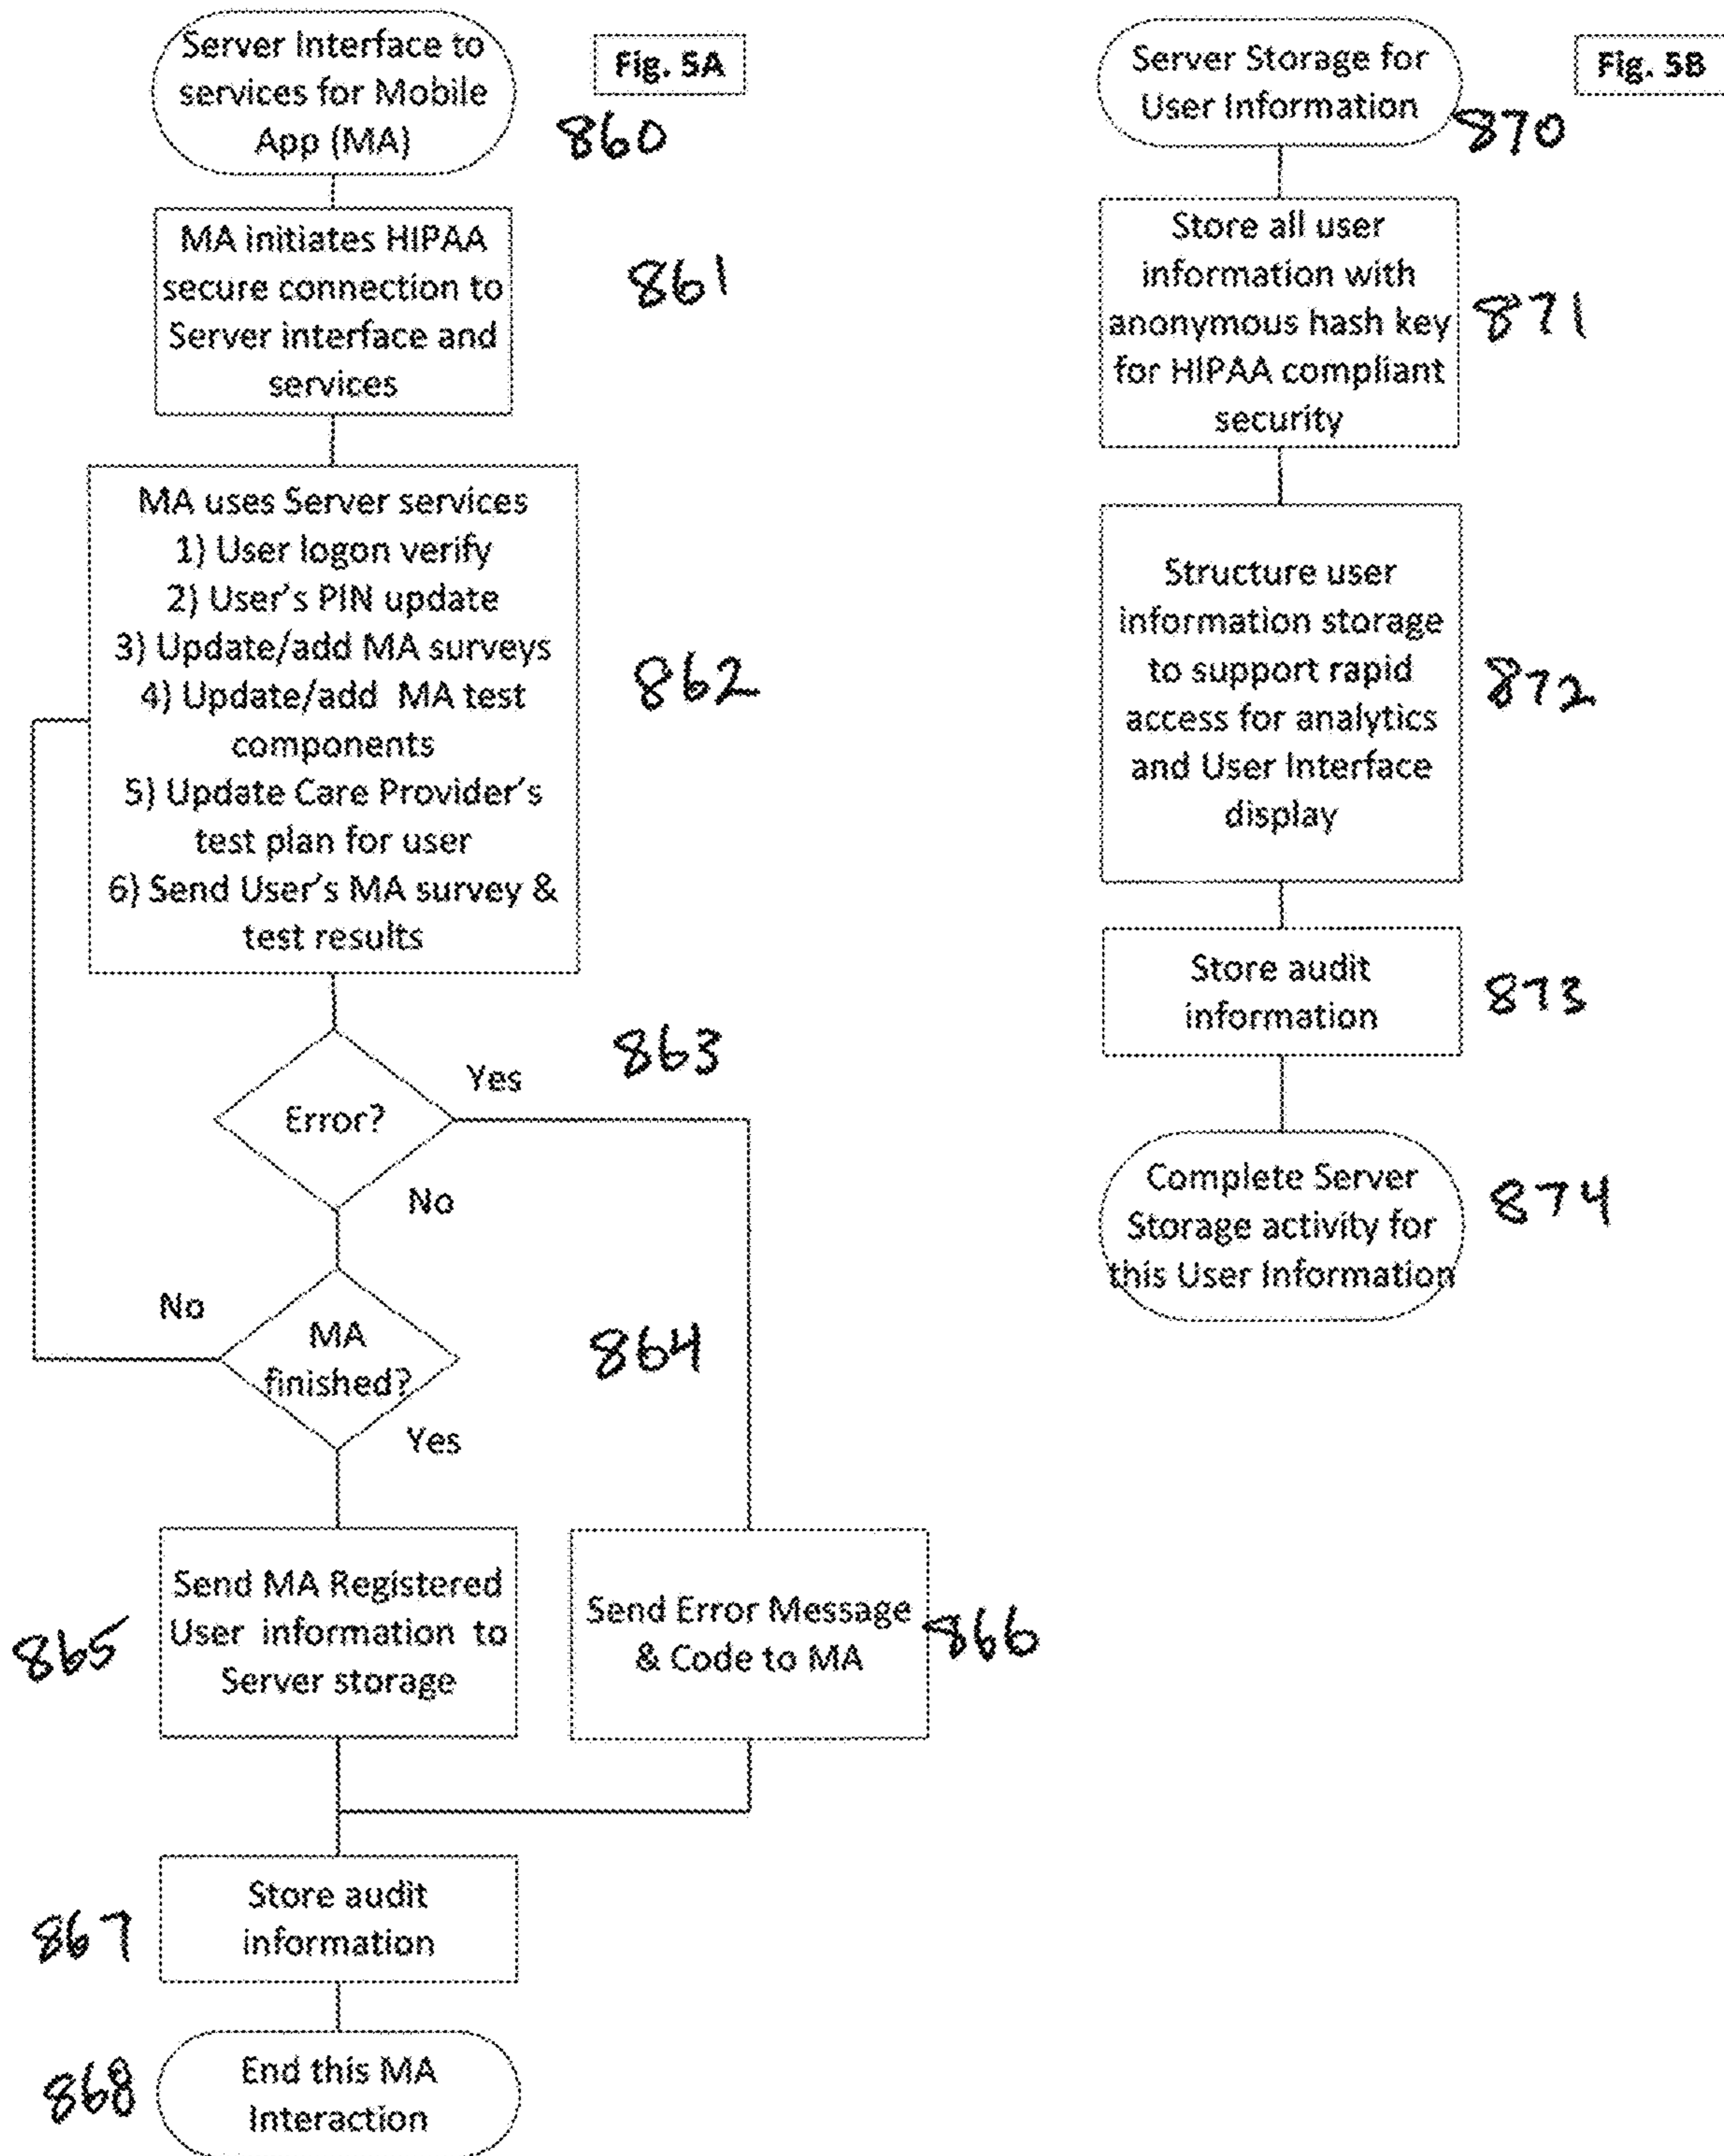 Server Interface to
services for Mobile
App (MA)
Fig. 5A
860
MA initiates HIPAA
secure connection to
Server interface and
services
861
MA uses Server services
1) User logon verify
2) User's PIN update
3) Update/add MA surveys
4) Update/add MA test
components
5) Update Care Provider's
test plan for user
6) Send User's MA survey &
test results
862
Error?
Yes
863
No
MA
finished?
No
864
Yes
Send MA Registered
User information to
Server storage
865
Send Error Message
& Code to MA
866
Store audit
information
867
End this MA
Interaction
868
Server Storage for
User Information
Fig. 5B
870
Store all user
information with
anonymous hash key
for HIPAA compliant
security
871
Structure user
information storage
to support rapid
access for analytics
and User Interface
display
872
Store audit
information
873
Complete Server
Storage activity for
this User Information
874